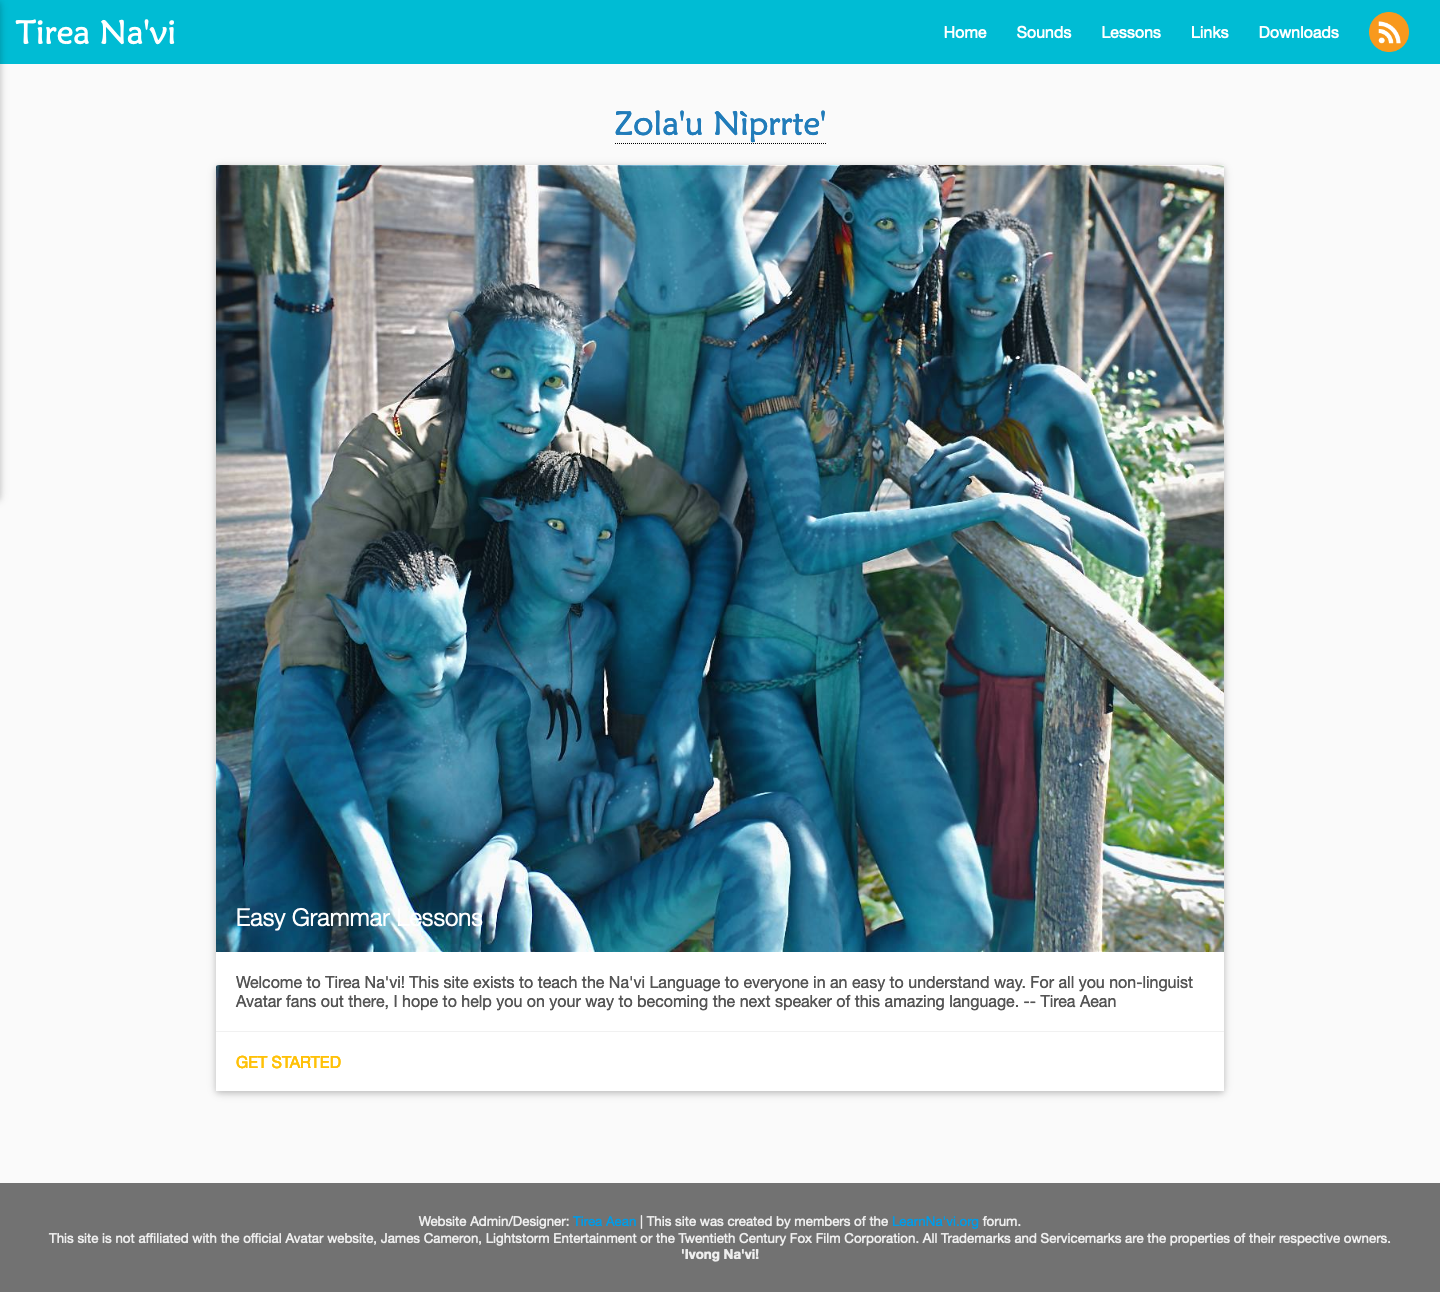 Tirea Na'vi
Home Sounds Lessons Links Downloads
Zola'u Nìprrte'
Easy Grammar Lessons
Welcome to Tirea Na'vi! This site exists to teach the Na'vi Language to everyone in an easy to understand way. For all you non-linguist
Avatar fans out there, I hope to help you on your way to becoming the next speaker of this amazing language. -- Tirea Aean
GET STARTED
Website Admin/Designer: Tirea Aean | This site was created by members of the LearnNa'vi.org forum.
This site is not affiliated with the official Avatar website, James Cameron, Lightstorm Entertainment or the Twentieth Century Fox Film Corporation. All Trademarks and Servicemarks are the properties of their respective owners.
'Ivong Na'vi!